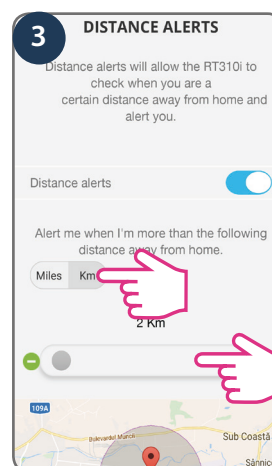 3
DISTANCE ALERTS
Distance alerts will allow the RT310i to
check when you are a
certain distance away from home and
alert you.
Distance alerts
Alert me when I'm more than the following
distance away from home.
Miles Km
2 Km
109A
Bulevardul Muncii
Sub Coastă
Sânnic